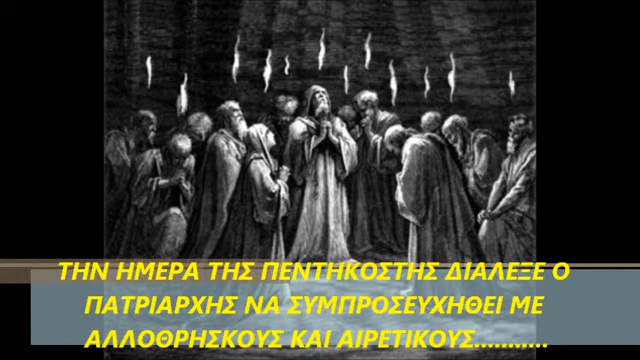 ΤΗΝ ΗΜΕΡΑ ΤΗΣ ΠΕΝΤΗΚΟΣΤΗΣ ΔΙΑΛΕΞΕ Ο
ΠΑΤΡΙΑΡΧΗΣ ΝΑ ΣΥΜΠΡΟΣΕΥΧΗΘΕΙ ΜΕ
ΑΛΛΟΘΡΗΣΚΟΥΣ ΚΑΙ ΑΙΡΕΤΙΚΟΥΣ...........